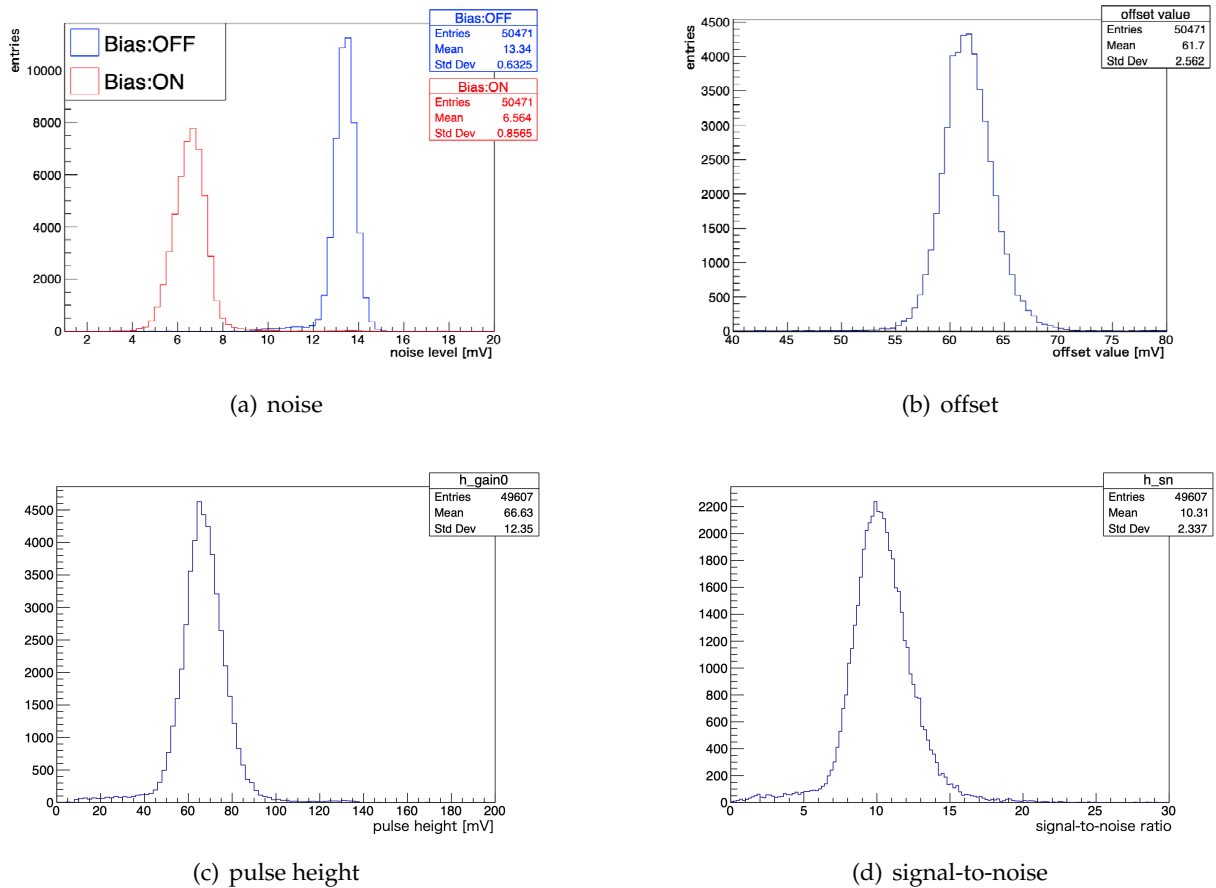 Bias:OFF
Bias:ON
Bias:OFF
Entries 50471
Mean 13.34
Std Dev 0.6325
Bias:ON
Entries 50471
Mean 6.564
Std Dev 0.8565
entries
10000
8000
6000
4000
2000
0
2 4 6 8 10 12 14 16 18 20
noise level [mV]
(a) noise
offset value
Entries 50471
Mean 61.7
Std Dev 2.562
entries
4500
4000
3500
3000
2500
2000
1500
1000
500
0
40 45 50 55 60 65 70 75 80
offset value [mV]
(b) offset
h_gain0
Entries 49607
Mean 66.63
Std Dev 12.35
4500
4000
3500
3000
2500
2000
1500
1000
500
0
0 20 40 60 80 100 120 140 160 180 200
pulse height [mV]
(c) pulse height
h_sn
Entries 49607
Mean 10.31
Std Dev 2.337
2200
2000
1800
1600
1400
1200
1000
800
600
400
200
0
0 5 10 15 20 25 30
signal-to-noise ratio
(d) signal-to-noise